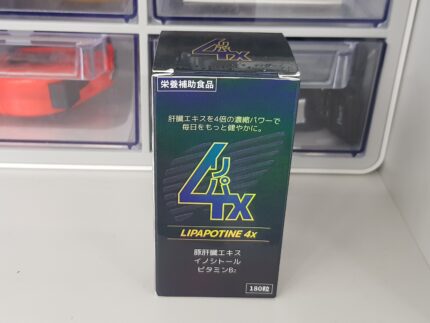 4リパX
栄養補助食品
肝臓エキスを4倍の濃縮パワーで
毎日をもっと健やかに。
4リパX
LIPAPOTINE 4X
豚肝臓エキス
イノシトール
ビタミンB₂
180粒